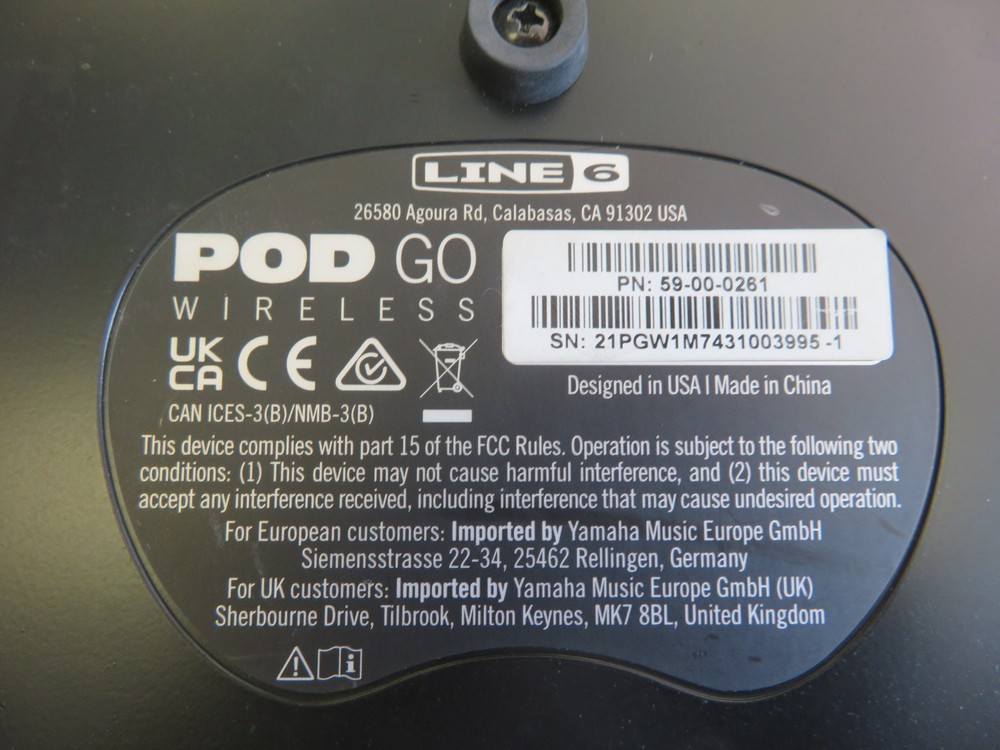 LINE 6
26580 Agoura Rd, Calabasas, CA 91302 USA
POD GO
WIRELESS
PN: 59-00-0261
SN: 21PGW1M7431003995 -1
UK
CA CE
Designed in USA | Made in China
CAN ICES-3(B)/NMB-3(B)
This device complies with part 15 of the FCC Rules. Operation is subject to the following two
conditions: (1) This device may not cause harmful interference, and (2) this device must
accept any interference received, including interference that may cause undesired operation.
For European customers: Imported by Yamaha Music Europe GmbH
Siemensstrasse 22-34, 25462 Rellingen, Germany
For UK customers: Imported by Yamaha Music Europe GmbH (UK)
Sherbourne Drive, Tilbrook, Milton Keynes, MK7 8BL, United Kingdom